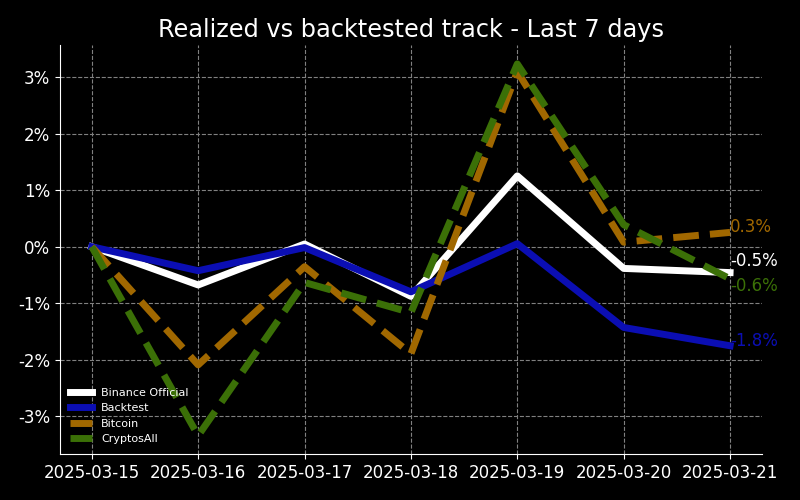 Realized vs backtested track - Last 7 days
3%
2%
1%
0%
-1%
-2%
-3%
0.3%
-0.5%
-0.6%
-1.8%
Binance Official
Backtest
Bitcoin
CryptosAll
2025-03-15 2025-03-16 2025-03-17 2025-03-18 2025-03-19 2025-03-20 2025-03-21